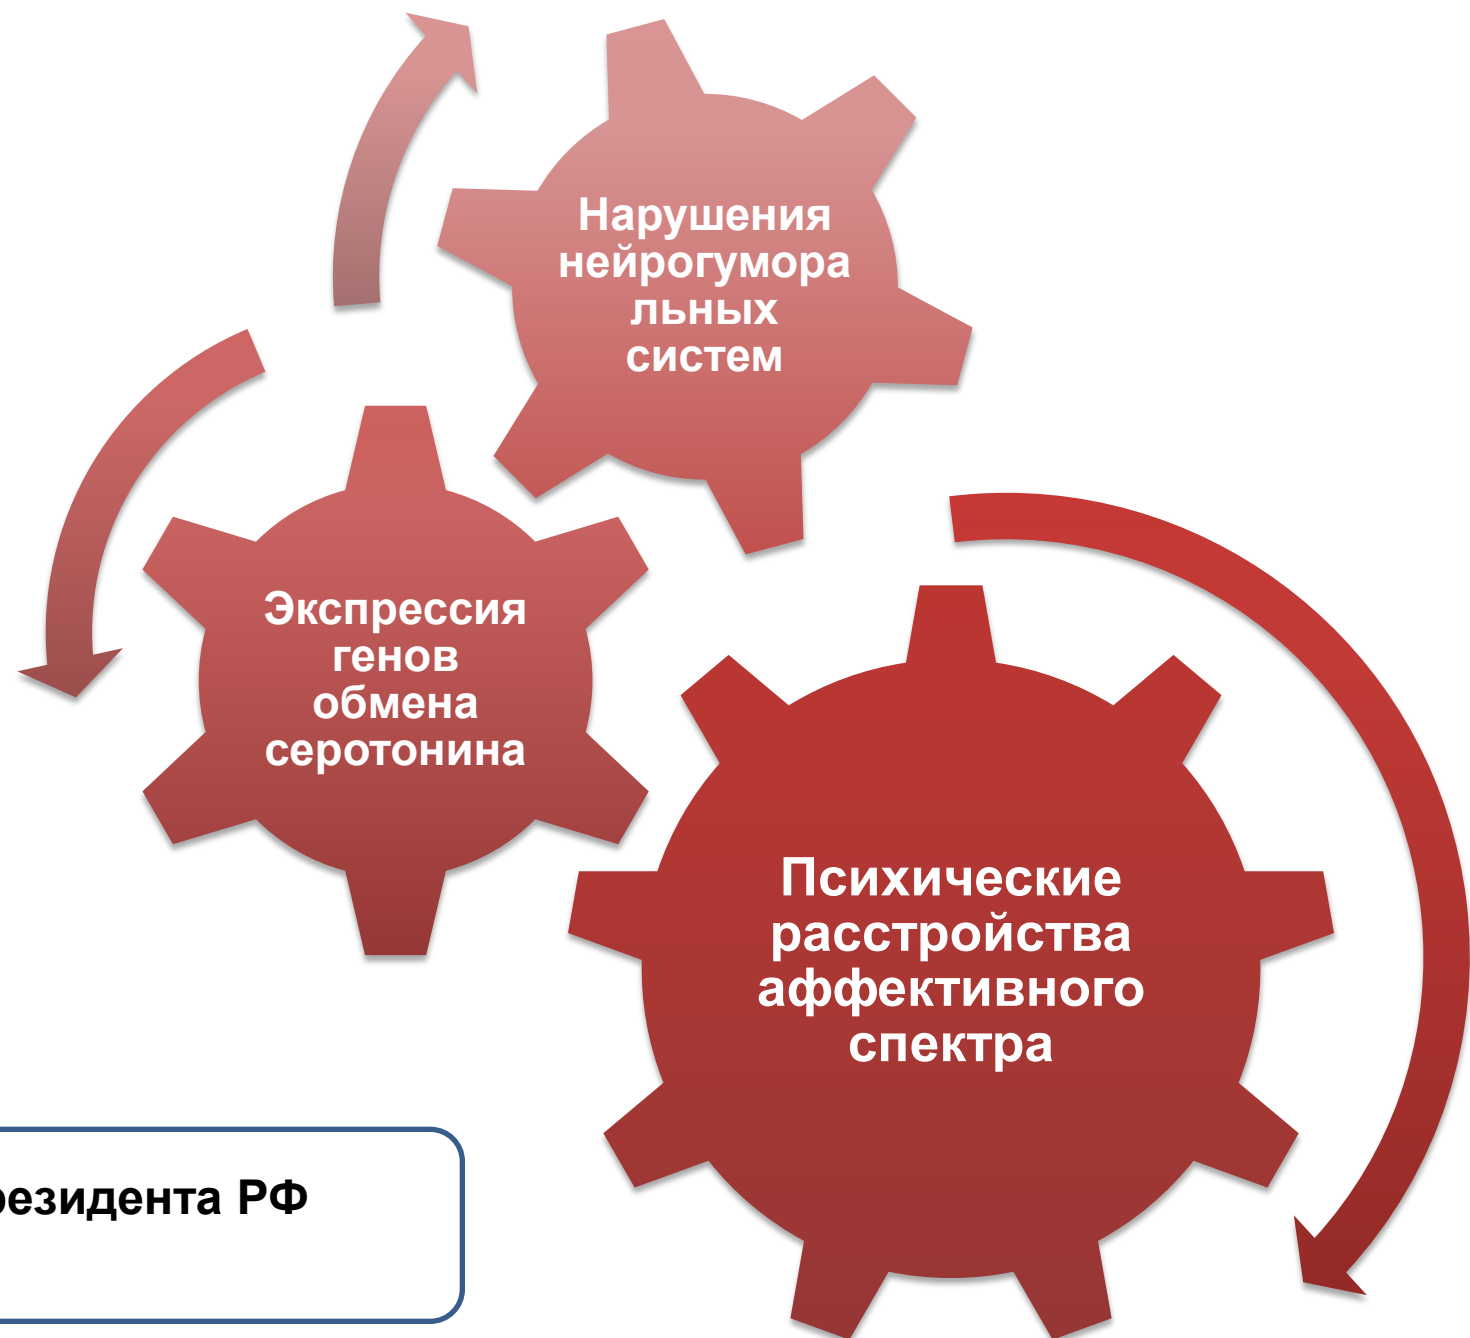 Нарушения
нейрогумора
льных
систем
Экспрессия
генов
обмена
серотонина
Психические
расстройства
аффективного
спектра
резидента РФ